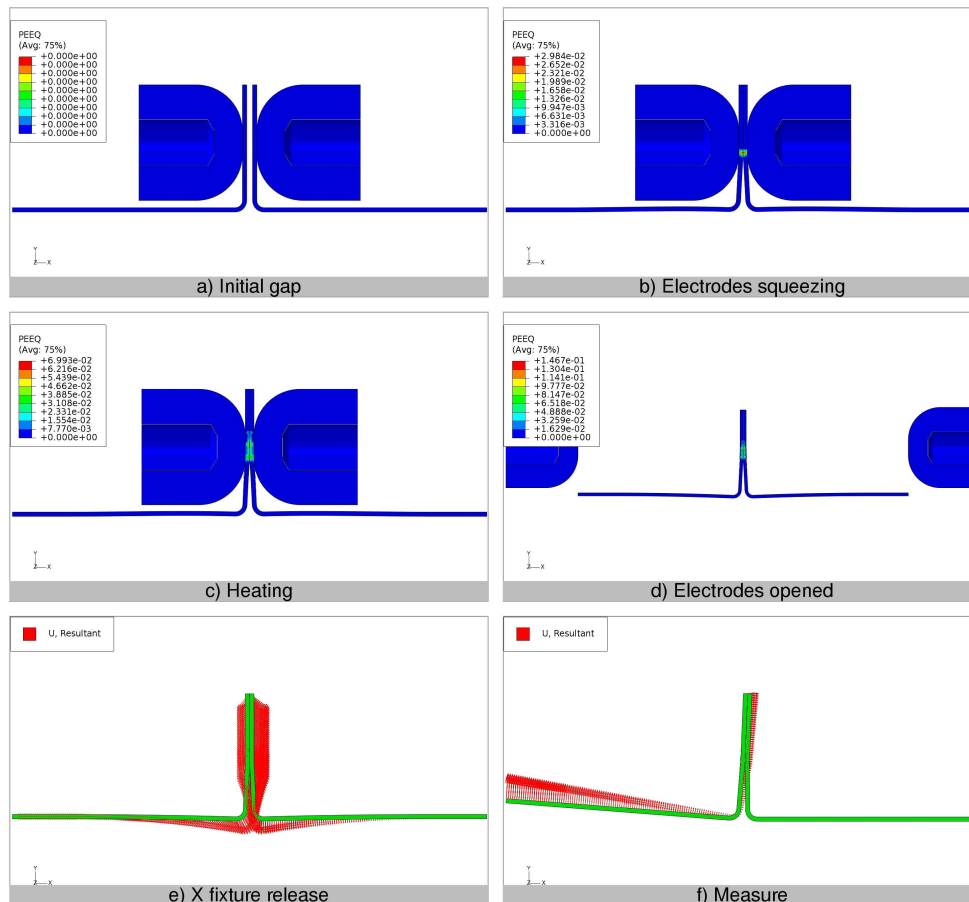 PEEQ
(Avg: 75%)
+0.000e+00
+0.000e+00
+0.000e+00
+0.000e+00
+0.000e+00
+0.000e+00
+0.000e+00
+0.000e+00
+0.000e+00
+0.000e+00
Y
Z X
a) Initial gap
PEEQ
(Avg: 75%)
+2.984e-02
+2.652e-02
+2.321e-02
+1.989e-02
+1.658e-02
+1.326e-02
+9.947e-03
+6.631e-03
+3.316e-03
+0.000e+00
Y
Z X
b) Electrodes squeezing
PEEQ
(Avg: 75%)
+6.993e-02
+6.216e-02
+5.439e-02
+4.662e-02
+3.885e-02
+3.108e-02
+2.331e-02
+1.554e-02
+7.770e-03
+0.000e+00
Y
Z X
c) Heating
PEEQ
(Avg: 75%)
+1.467e-01
+1.304e-01
+1.141e-01
+9.777e-02
+8.147e-02
+6.518e-02
+4.888e-02
+3.259e-02
+1.629e-02
+0.000e+00
Y
Z X
d) Electrodes opened
U, Resultant
Y
Z X
e) X fixture release
U, Resultant
Y
Z X
f) Measure